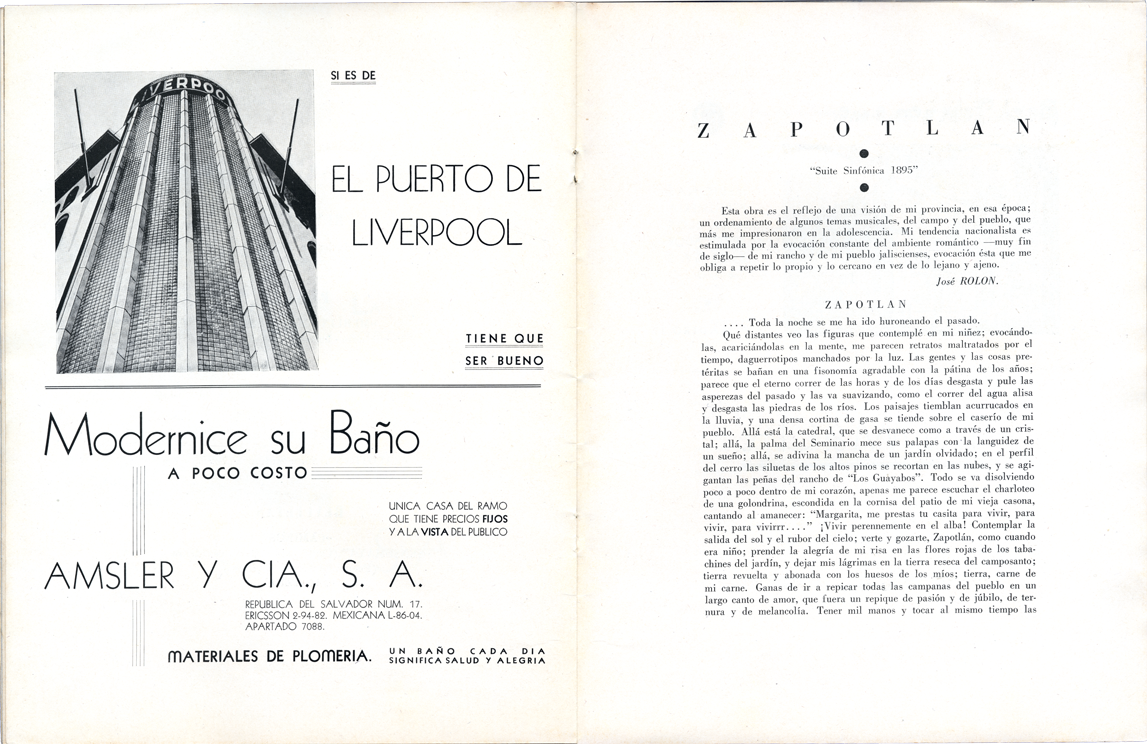 LIVERPOOL
SI ES DE
EL PUERTO DE
LIVERPOOL
TIENE QUE
SER BUENO
Modernice su Baño
A POCO COSTO
UNICA CASA DEL RAMO
QUE TIENE PRECIOS FIJOS
Y A LA VISTA DEL PUBLICO
AMSLER Y CIA., S. A.
REPUBLICA DEL SALVADOR NUM. 17.
ERICSSON 2-94-82. MEXICANA L-86-04.
APARTADO 7088.
MATERIALES DE PLOMERIA.
UN BAÑO CADA DIA
SIGNIFICA SALUD Y ALEGRIA
ZAPOTLAN
"Suite Sinfónica 1895"
Esta obra es el reflejo de una visión de mi provincia, en esa época;
un ordenamiento de algunos temas musicales, del campo y del pueblo, que
más me impresionaron en la adolescencia. Mi tendencia nacionalista es
estimulada por la evocación constante del ambiente romántico —muy fin
de siglo— de mi rancho y de mi pueblo jaliscienses, evocación ésta que me
obliga a repetir lo propio y lo cercano en vez de lo lejano y ajeno.
José ROLON.
ZAPOTLAN
.... Toda la noche se me ha ido huroneando el pasado.
Qué distantes veo las figuras que contemplé en mi niñez; evocándo-
las, acariciándolas en la mente, me parecen retratos maltratados por el
tiempo, daguerrotipos manchados por la luz. Las gentes y las cosas pre-
téritas se bañan en una fisonomía agradable con la pátina de los años;
parece que el eterno correr de las horas y de los días desgasta y pule las
asperezas del pasado y las va suavizando, como el correr del agua alisa
y desgasta las piedras de los ríos. Los paisajes tiemblan acurrucados en
la lluvia, y una densa cortina de gasa se tiende sobre el caserío de mi
pueblo. Allá está la catedral, que se desvanece como a través de un cris-
tal; allá, la palma del Seminario mece sus palapas con la languidez de
un sueño; allá, se adivina la mancha de un jardín olvidado; en el perfil
del cerro las siluetas de los altos pinos se recortan en las nubes, y se agi-
gantan las peñas del rancho de "Los Guayabos". Todo se va disolviendo
poco a poco dentro de mi corazón, apenas me parece escuchar el charloteo
de una golondrina, escondida en la cornisa del patio de mi vieja casona,
cantando al amanecer: "Margarita, me prestas tu casita para vivir, para
vivir, para vivirrr...." ¡Vivir perennemente en el alba! Contemplar la
salida del sol y el rubor del cielo; verte y gozarte, Zapotlán, como cuando
era niño; prender la alegría de mi risa en las flores rojas de los taba-
chines del jardín, y dejar mis lágrimas en la tierra reseca del camposanto;
tierra revuelta y abonada con los huesos de los míos; tierra, carne de
mi carne. Ganas de ir a repicar todas las campanas del pueblo en un
largo canto de amor, que fuera un repique de pasión y de júbilo, de ter-
nura y de melancolía. Tener mil manos y tocar al mismo tiempo las